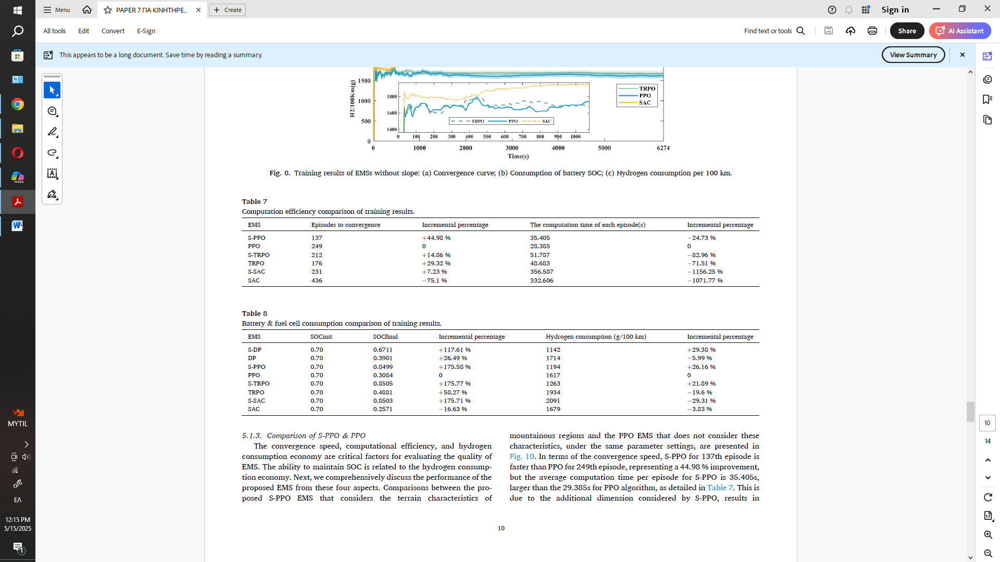 Menu
PAPER 7 ΓΙΑ ΚΙΝΗΤΗΡΕ...
Create
Sign in
All tools Edit Convert E-Sign
Find text or tools
Share
AI Assistant
This appears to be a long document. Save time by reading a summary.
View Summary
H2/100Km(g)
1500
1000
500
0
1800
1600
1400
0 100 200 300 400 500 600 700 800 900 1000
TRPO PPO SAC
TRPO
PPO
SAC
0 1000 2000 3000 4000 5000 6274
Time(s)
Fig. 8. Training results of EMSs without slope: (a) Convergence curve; (b) Consumption of battery SOC; (c) Hydrogen consumption per 100 km.
Table 7
Computation efficiency comparison of training results.
EMS Episodes to convergence Incremental percentage The computation time of each episode(s) Incremental percentage
S-PPO 137 +44.98 % 35.405 −24.73 %
PPO 249 0 28.385 0
S-TRPO 212 +14.86 % 51.787 −82.96 %
TRPO 176 +29.32 % 48.683 −71.51 %
S-SAC 231 +7.23 % 356.587 −1156.25 %
SAC 436 −75.1 % 332.606 −1071.77 %
Table 8
Battery & fuel cell consumption comparison of training results.
EMS SOCinit SOCfinal Incremental percentage Hydrogen consumption (g/100 km) Incremental percentage
S-DP 0.70 0.6711 +117.61 % 1142 +29.38 %
DP 0.70 0.3901 +26.49 % 1714 −5.99 %
S-PPO 0.70 0.8499 +175.58 % 1194 +26.16 %
PPO 0.70 0.3084 0 1617 0
S-TRPO 0.70 0.8505 +175.77 % 1263 +21.89 %
TRPO 0.70 0.4881 +58.27 % 1934 −19.6 %
S-SAC 0.70 0.8503 +175.71 % 2091 −29.31 %
SAC 0.70 0.2571 −16.63 % 1679 −3.83 %
5.1.3. Comparison of S-PPO & PPO
The convergence speed, computational efficiency, and hydrogen
consumption economy are critical factors for evaluating the quality of
EMS. The ability to maintain SOC is related to the hydrogen consump-
tion economy. Next, we comprehensively discuss the performance of the
proposed EMS from these four aspects. Comparisons between the pro-
posed S-PPO EMS that considers the terrain characteristics of
mountainous regions and the PPO EMS that does not consider these
characteristics, under the same parameter settings, are presented in
Fig. 10. In terms of the convergence speed, S-PPO for 137th episode is
faster than PPO for 249th episode, representing a 44.98 % improvement,
but the average computation time per episode for S-PPO is 35.405s,
larger than the 29.385s for PPO algorithm, as detailed in Table 7. This is
due to the additional dimension considered by S-PPO, results in
10
10
14
1:1
M365
W
MYTIL
ΕΛ
12:15 PM
5/15/2025
1